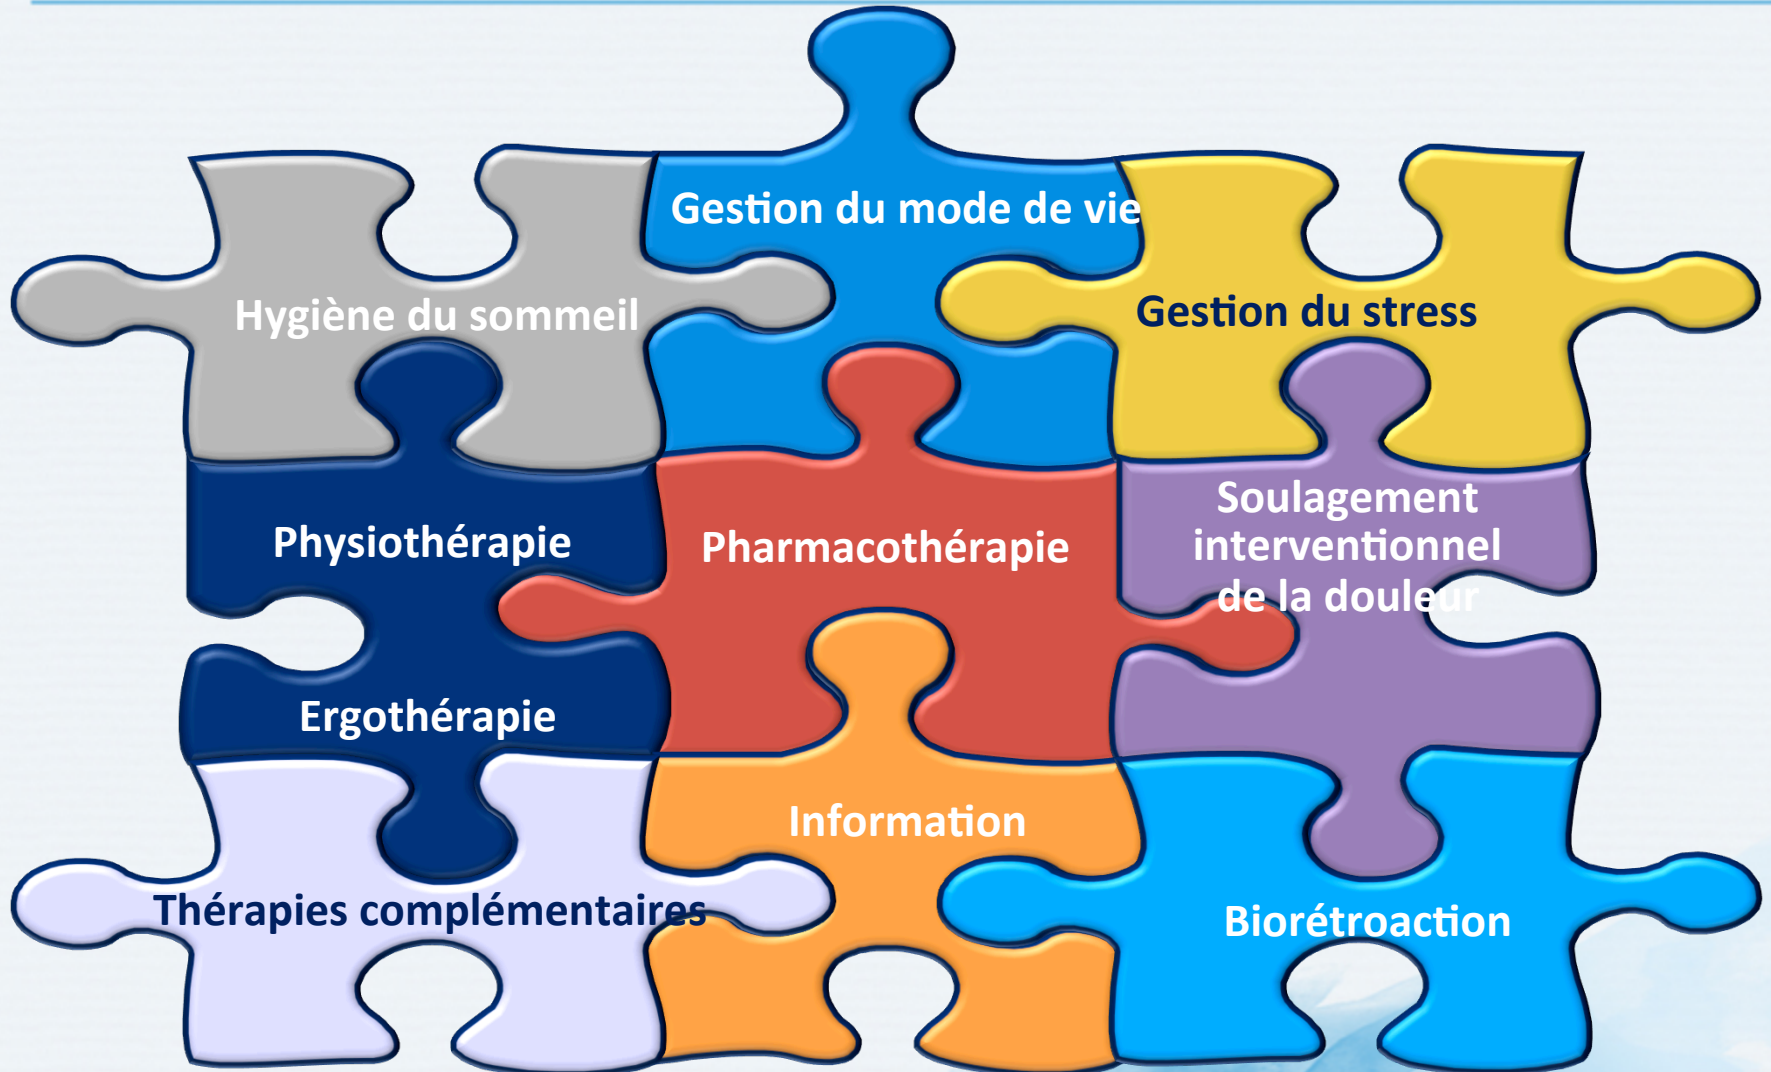 Gestion du mode de vie
Hygiène du sommeil
Gestion du stress
Physiothérapie
Ergothérapie
Pharmacothérapie
Soulagement
interventionnel
de la douleur
Thérapies complémentaires
Information
Biorétroaction